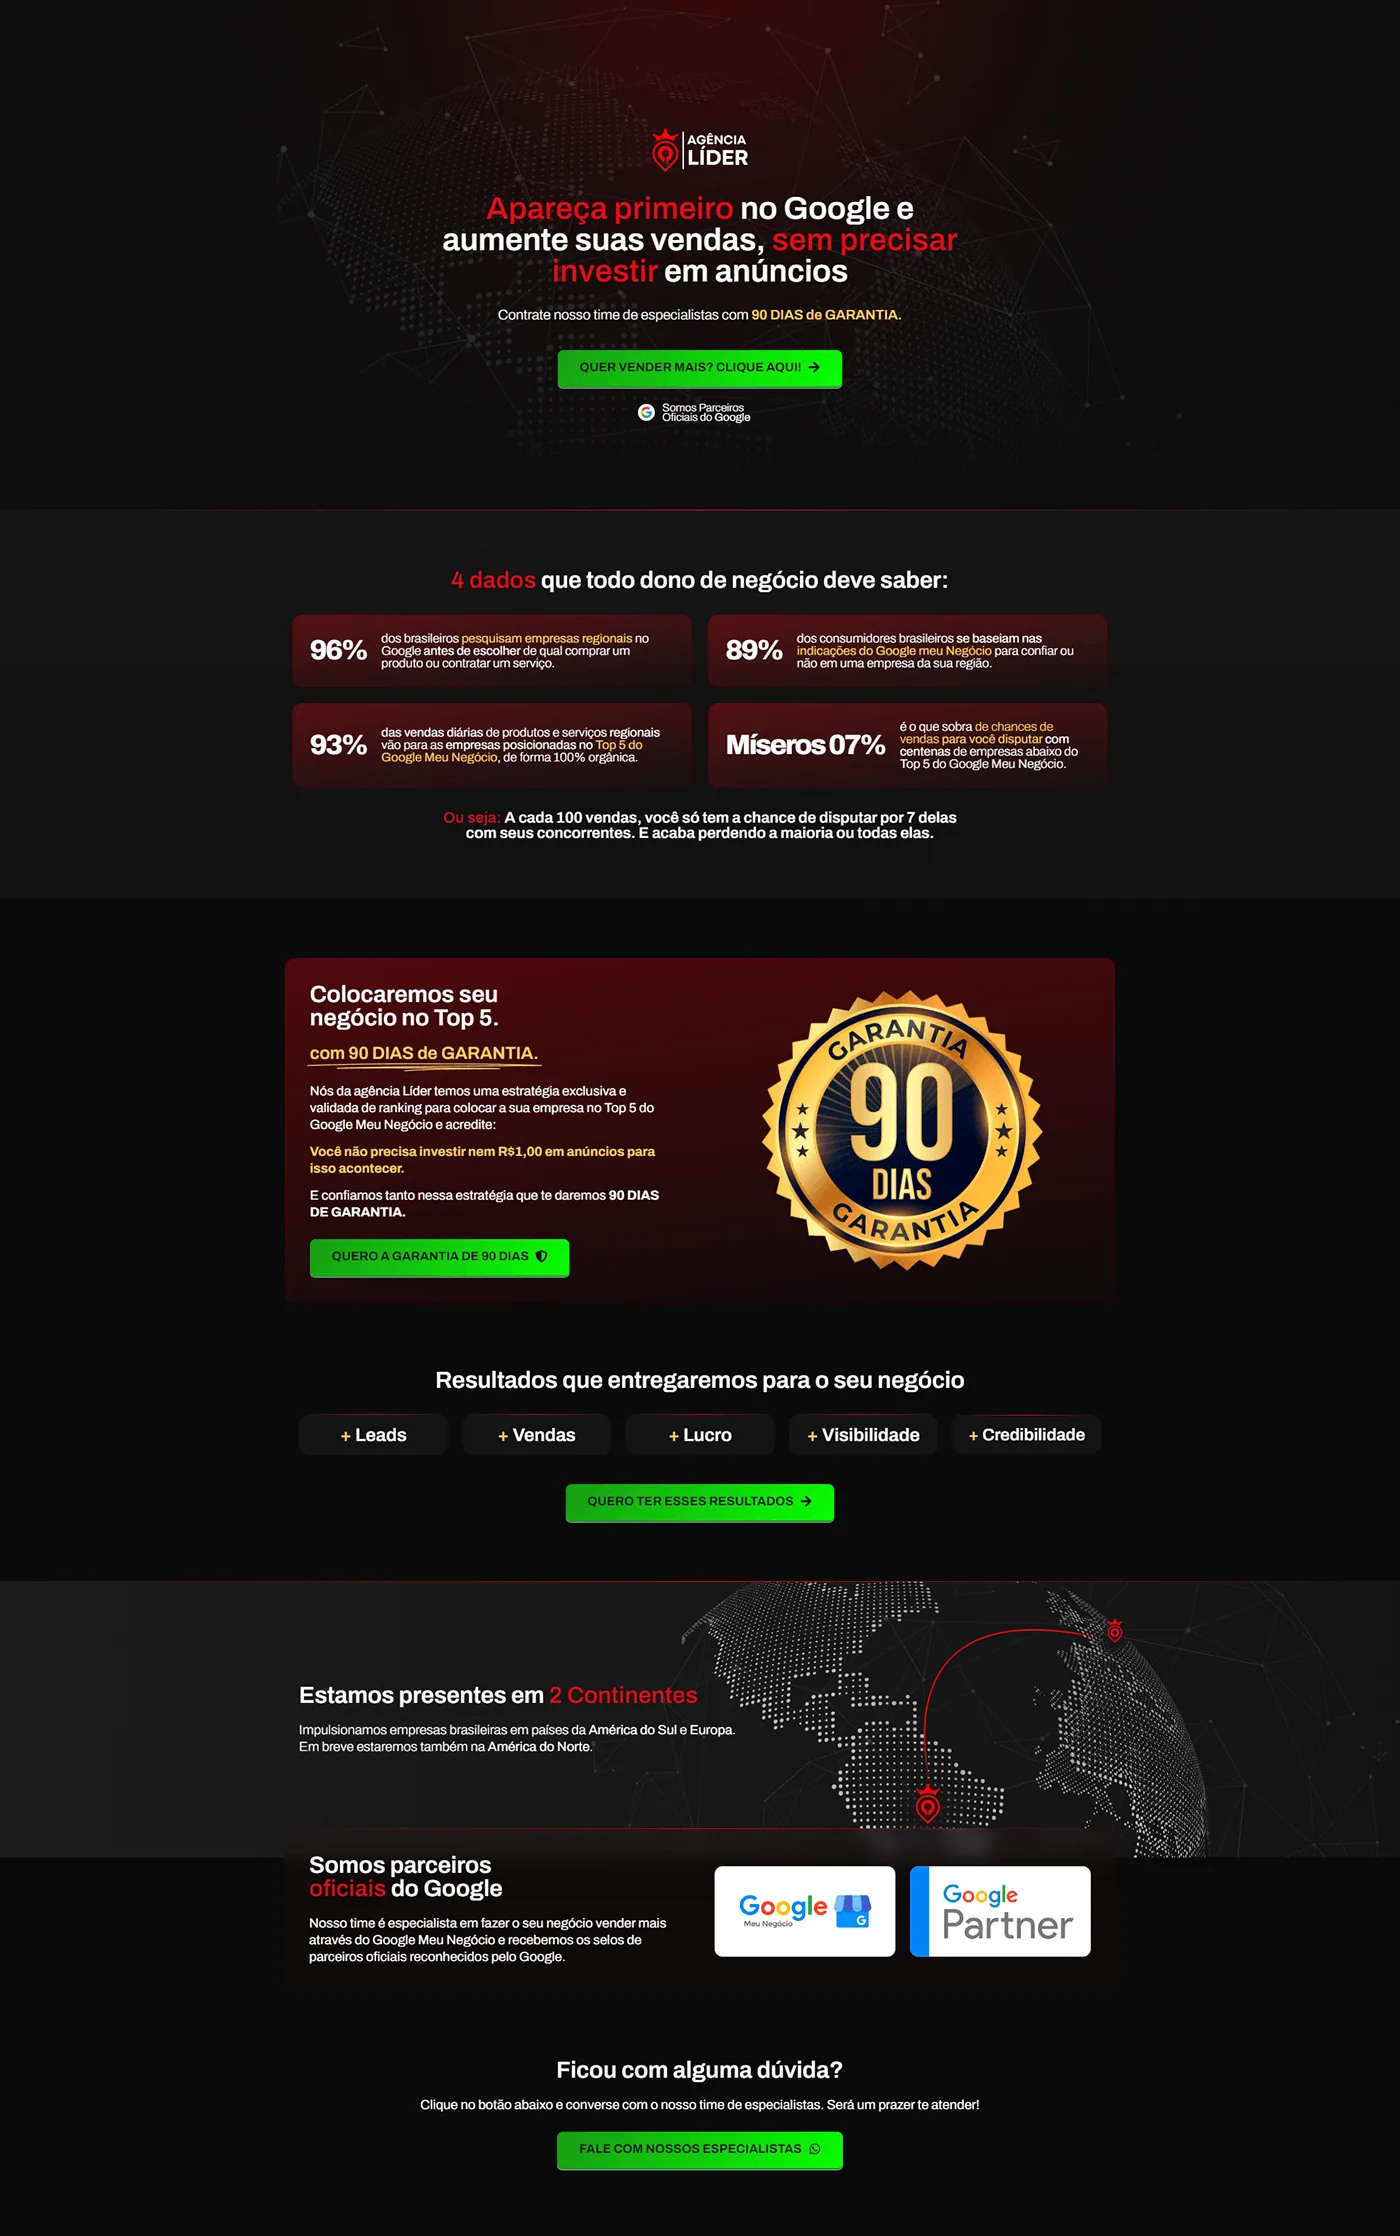 AGÊNCIA
LÍDER
Apareça primeiro no Google e
aumente suas vendas, sem precisar
investir em anúncios
Contrate nosso time de especialistas com 90 DIAS de GARANTIA.
QUER VENDER MAIS? CLIQUE AQUI!
G
Somos Parceiros
Oficiais do Google
4 dados que todo dono de negócio deve saber:
96%
dos brasileiros pesquisam empresas regionais no
Google antes de escolher de qual comprar um
produto ou contratar um serviço.
89%
dos consumidores brasileiros se baseiam nas
indicações do Google meu Negócio para confiar ou
não em uma empresa da sua região.
93%
das vendas diárias de produtos e serviços regionais
vão para as empresas posicionadas no Top 5 do
Google Meu Negócio, de forma 100% orgânica.
Míseros 07%
é o que sobra de chances de
vendas para você disputar com
centenas de empresas abaixo do
Top 5 do Google Meu Negócio.
Ou seja: A cada 100 vendas, você só tem a chance de disputar por 7 delas
com seus concorrentes. E acaba perdendo a maioria ou todas elas.
Colocaremos seu
negócio no Top 5.
com 90 DIAS de GARANTIA.
Nós da agência Líder temos uma estratégia exclusiva e
validada de ranking para colocar a sua empresa no Top 5 do
Google Meu Negócio e acredite:
Você não precisa investir nem R$1,00 em anúncios para
isso acontecer.
E confiamos tanto nessa estratégia que te daremos 90 DIAS
DE GARANTIA.
QUERO A GARANTIA DE 90 DIAS
GARANTIA
90
DIAS
GARANTIA
Resultados que entregaremos para o seu negócio
+ Leads
+ Vendas
+ Lucro
+ Visibilidade
+ Credibilidade
QUERO TER ESSES RESULTADOS
Estamos presentes em 2 Continentes
Impulsionamos empresas brasileiras em países da América do Sul e Europa.
Em breve estaremos também na América do Norte.
Somos parceiros
oficiais do Google
Nosso time é especialista em fazer o seu negócio vender mais
através do Google Meu Negócio e recebemos os selos de
parceiros oficiais reconhecidos pelo Google.
Google
Meu Negócio
G
Google
Partner
Ficou com alguma dúvida?
Clique no botão abaixo e converse com o nosso time de especialistas. Será um prazer te atender!
FALE COM NOSSOS ESPECIALISTAS